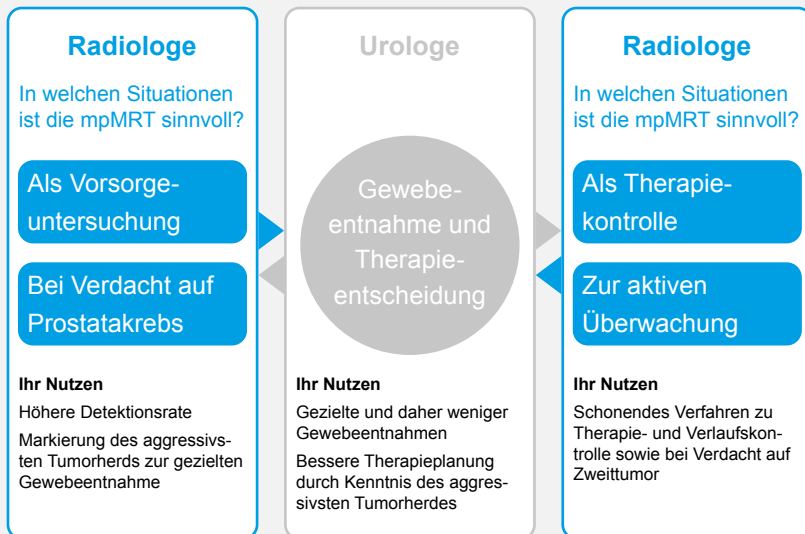 Radiologe
In welchen Situationen
ist die mpMRT sinnvoll?
Als Vorsorge-
untersuchung
Bei Verdacht auf
Prostatakrebs
Ihr Nutzen
Höhere Detektionsrate
Markierung des aggressivs-
ten Tumorherds zur gezielten
Gewebeentnahme
Urologe
Gewebe-
entnahme und
Therapie-
entscheidung
Ihr Nutzen
Gezielte und daher weniger
Gewebeentnahmen
Bessere Therapieplanung
durch Kenntnis des aggres-
sivsten Tumorherdes
Radiologe
In welchen Situationen
ist die mpMRT sinnvoll?
Als Therapie-
kontrolle
Zur aktiven
Überwachung
Ihr Nutzen
Schonendes Verfahren zu
Therapie- und Verlaufskon-
trolle sowie bei Verdacht auf
Zweittumor